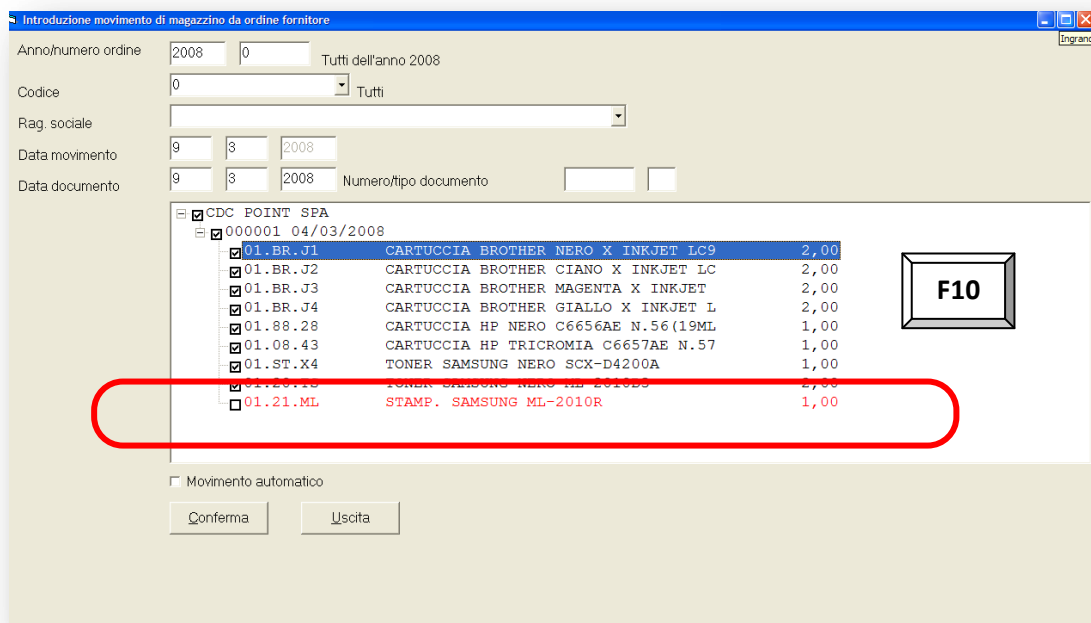 Introduzione movimento di magazzino da ordine fornitore
Ingrand
Anno/numero ordine 2008 0 Tutti dell'anno 2008
Codice 0 Tutti
Rag. sociale
Data movimento 9 3 2008
Data documento 9 3 2008 Numero/tipo documento
CDC POINT SPA
000001 04/03/2008
01.BR.J1 CARTUCCIA BROTHER NERO X INKJET LC9 2,00
01.BR.J2 CARTUCCIA BROTHER CIANO X INKJET LC 2,00
01.BR.J3 CARTUCCIA BROTHER MAGENTA X INKJET 2,00
01.BR.J4 CARTUCCIA BROTHER GIALLO X INKJET L 2,00
01.88.28 CARTUCCIA HP NERO C6656AE N.56(19ML 1,00
01.08.43 CARTUCCIA HP TRICROMIA C6657AE N.57 1,00
01.ST.X4 TONER SAMSUNG NERO SCX-D4200A 1,00
TONER SAMSUNG NERO 2,00
01.21.ML STAMP. SAMSUNG ML-2010R 1,00
F10
Movimento automatico
Conferma Uscita